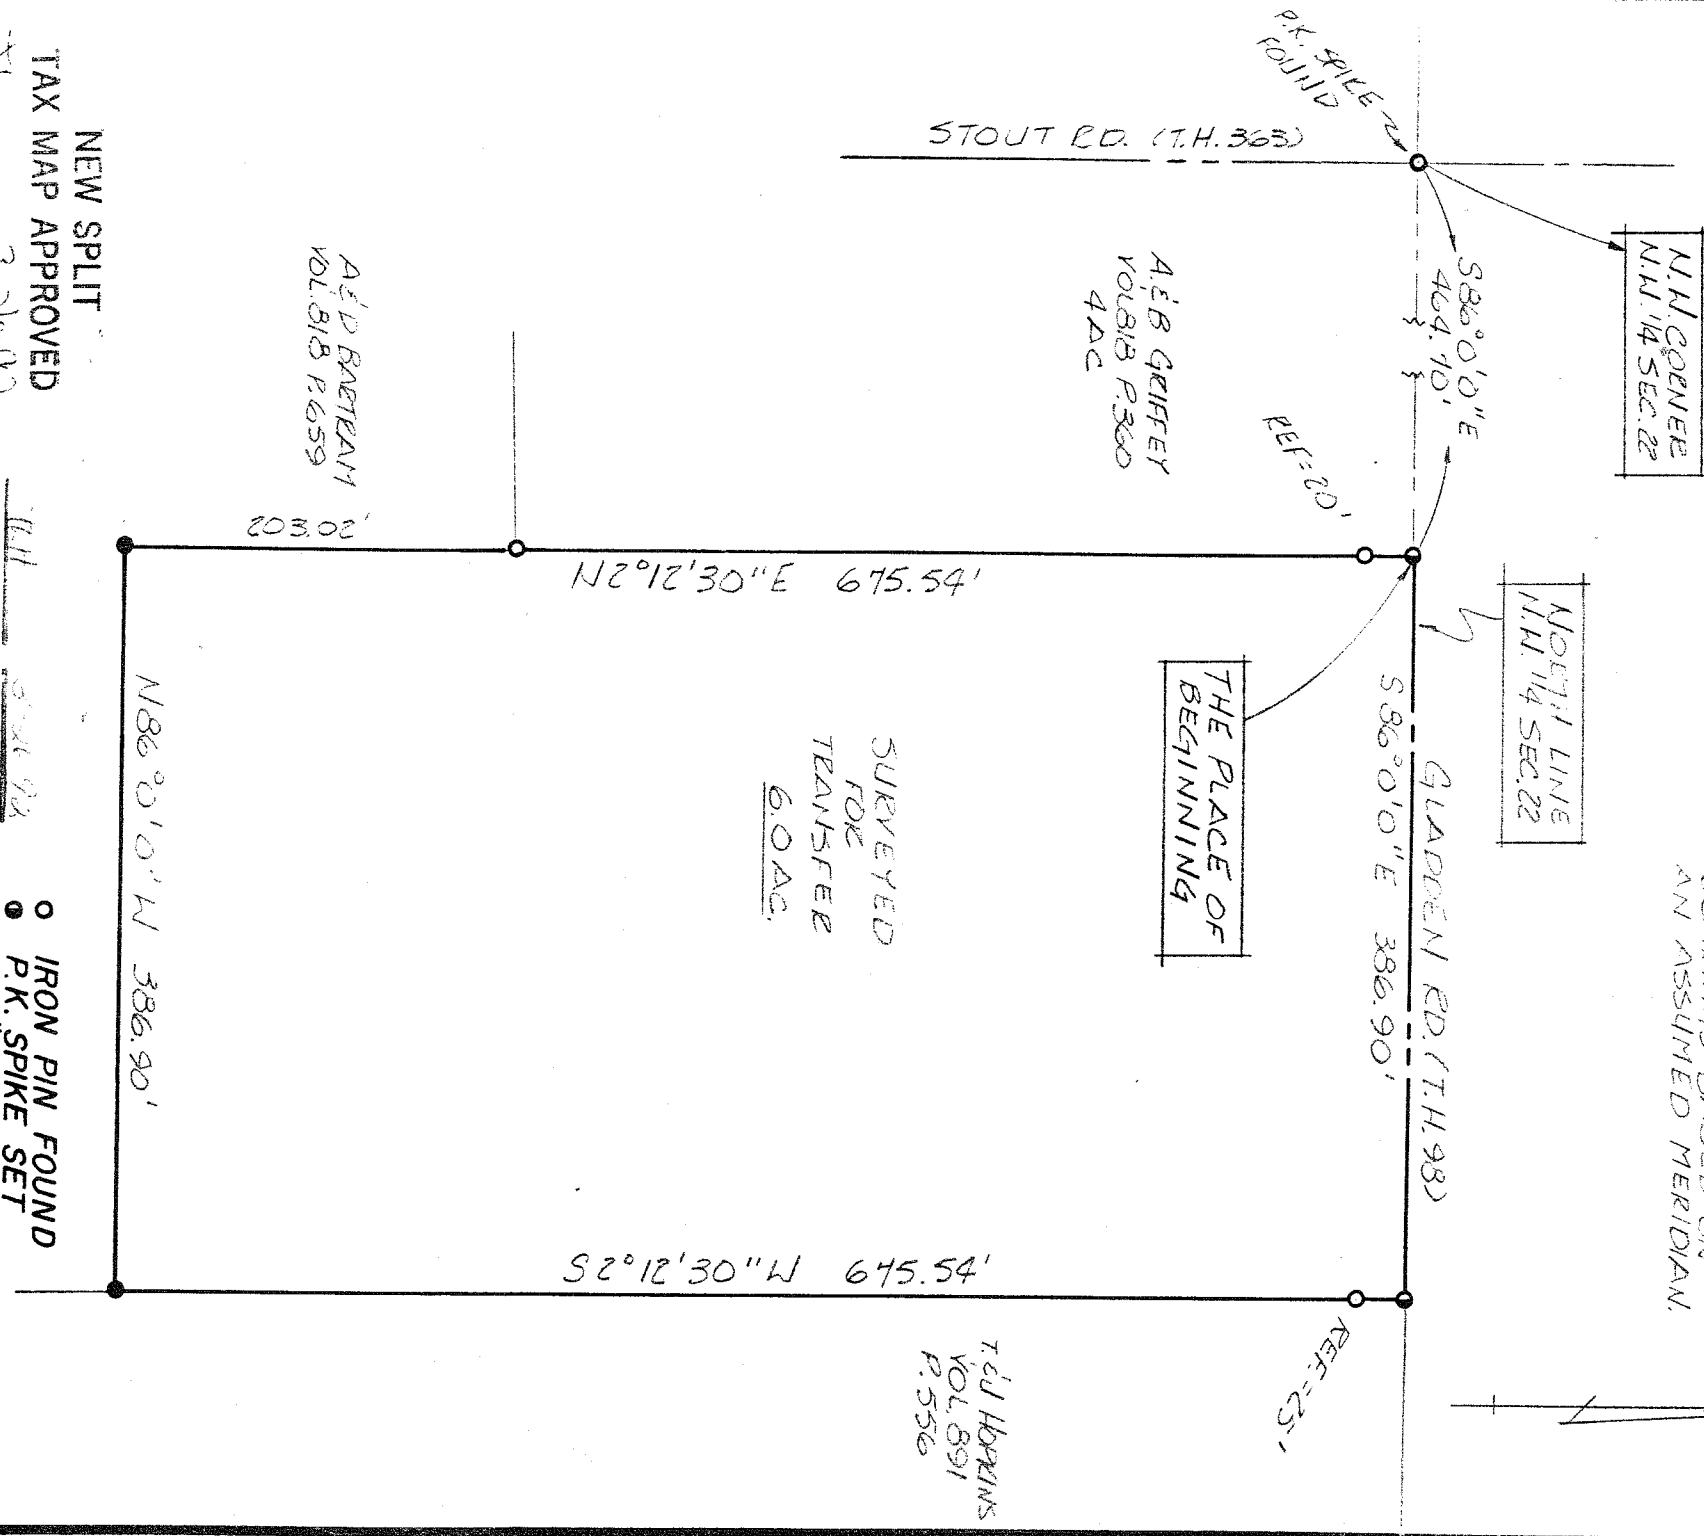 AN ASSUMED MERIDIAN.
P.K. SPIKE
FOUND
STOUT RD. (T.H. 363)
N.W. CORNER
N.W. 1/4 SEC. 22
S86°0'0"E
464.70'
A. & B GRIFFEY
VOL.818 P.360
4 AC
REF=20'
NORTH LINE
N.W. 1/4 SEC. 22
GLADDEN RD. (T.H. 98)
S86°0'0"E 386.90'
THE PLACE OF
BEGINNING
A. & D BARTRAM
VOL.818 P.659
203.02'
N2°12'30"E 675.54'
SURVEYED
FOR
TRANSFER
6.0 AC.
N86°0'0"W 386.90'
S2°12'30"W 675.54'
REF=25'
T. & J HOPKINS
VOL. 891
P. 556
NEW SPLIT
TAX MAP APPROVED
IRON PIN FOUND
P.K. SPIKE SET